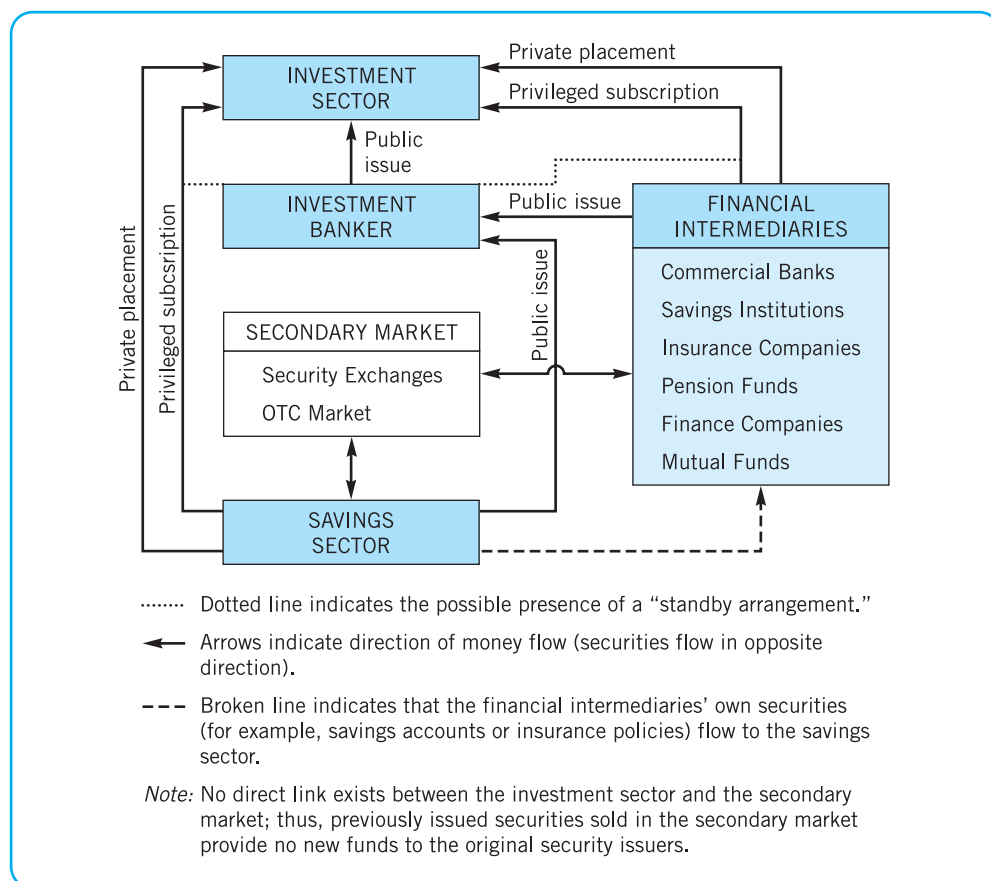 Private placement
INVESTMENT
SECTOR
Privileged subscription
Public
issue
INVESTMENT
BANKER
Public issue
FINANCIAL
INTERMEDIARIES
Commercial Banks
Savings Institutions
Insurance Companies
Pension Funds
Finance Companies
Mutual Funds
Private placement
Privileged subcsription
Public issue
SECONDARY MARKET
Security Exchanges
OTC Market
SAVINGS
SECTOR
Dotted line indicates the possible presence of a “standby arrangement.”
Arrows indicate direction of money flow (securities flow in opposite
direction).
Broken line indicates that the financial intermediaries’ own securities
(for example, savings accounts or insurance policies) flow to the savings
sector.
Note: No direct link exists between the investment sector and the secondary
market; thus, previously issued securities sold in the secondary market
provide no new funds to the original security issuers.